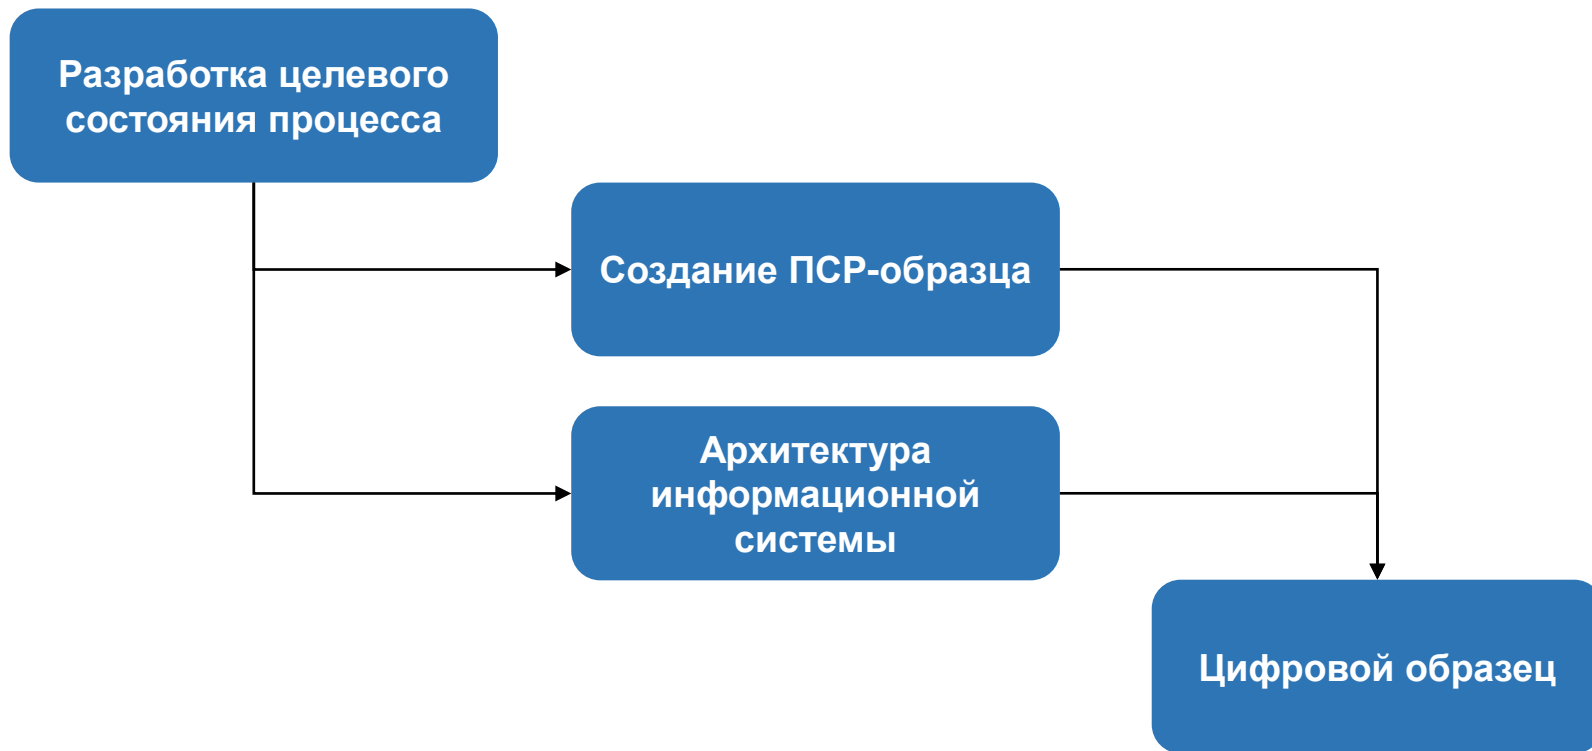 Разработка целевого
состояния процесса
Создание ПСР-образца
Архитектура
информационной
системы
Цифровой образец